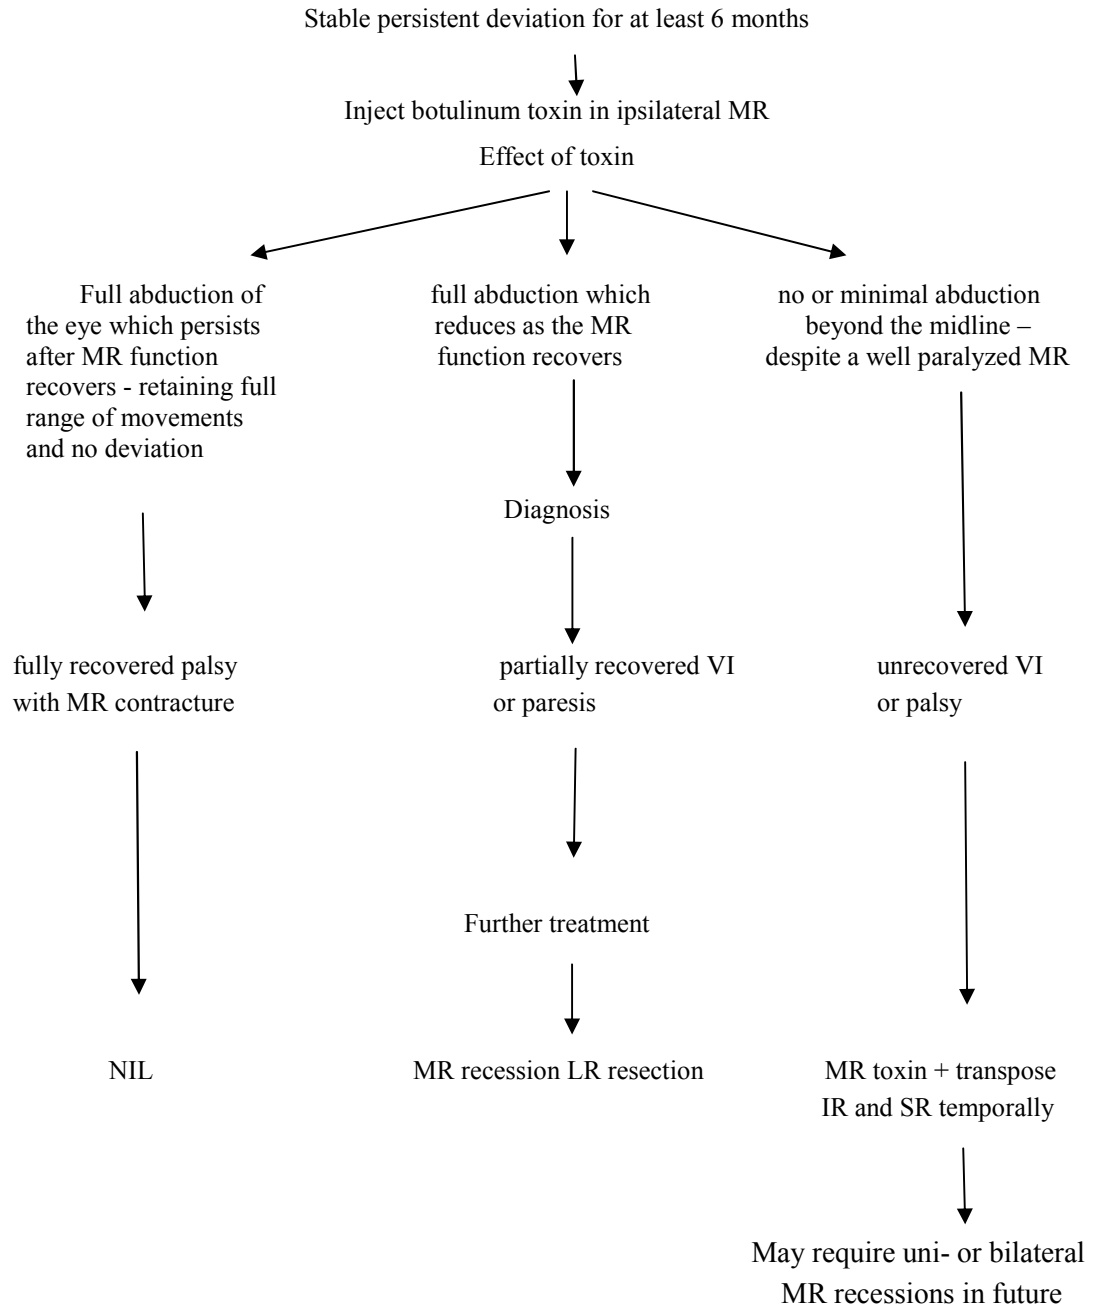 Stable persistent deviation for at least 6 months
Inject botulinum toxin in ipsilateral MR
Effect of toxin
Full abduction of
the eye which persists
after MR function
recovers - retaining full
range of movements
and no deviation
full abduction which
reduces as the MR
function recovers
no or minimal abduction
beyond the midline –
despite a well paralyzed MR
Diagnosis
fully recovered palsy
with MR contracture
partially recovered VI
or paresis
unrecovered VI
or palsy
Further treatment
NIL
MR recession LR resection
MR toxin + transpose
IR and SR temporally
May require uni- or bilateral
MR recessions in future